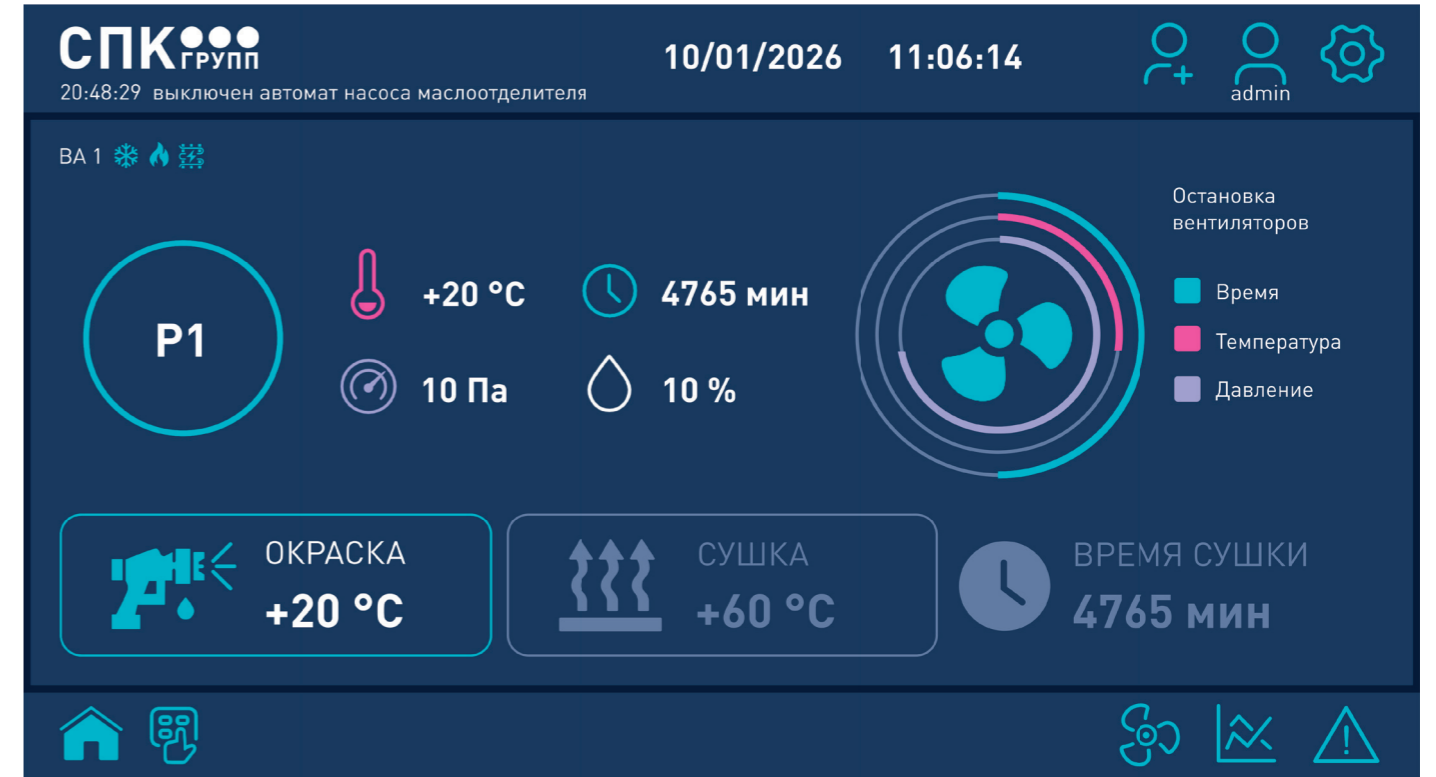 СПК
ГРУПП
10/01/2026 11:06:14
20:48:29 выключен автомат насоса маслоотделителя
admin
ВА 1
Остановка
вентиляторов
Время
Температура
Давление
P1
+20 °C
4765 мин
10 Па
10 %
ОКРАСКА
+20 °C
СУШКА
+60 °C
ВРЕМЯ СУШКИ
4765 мин